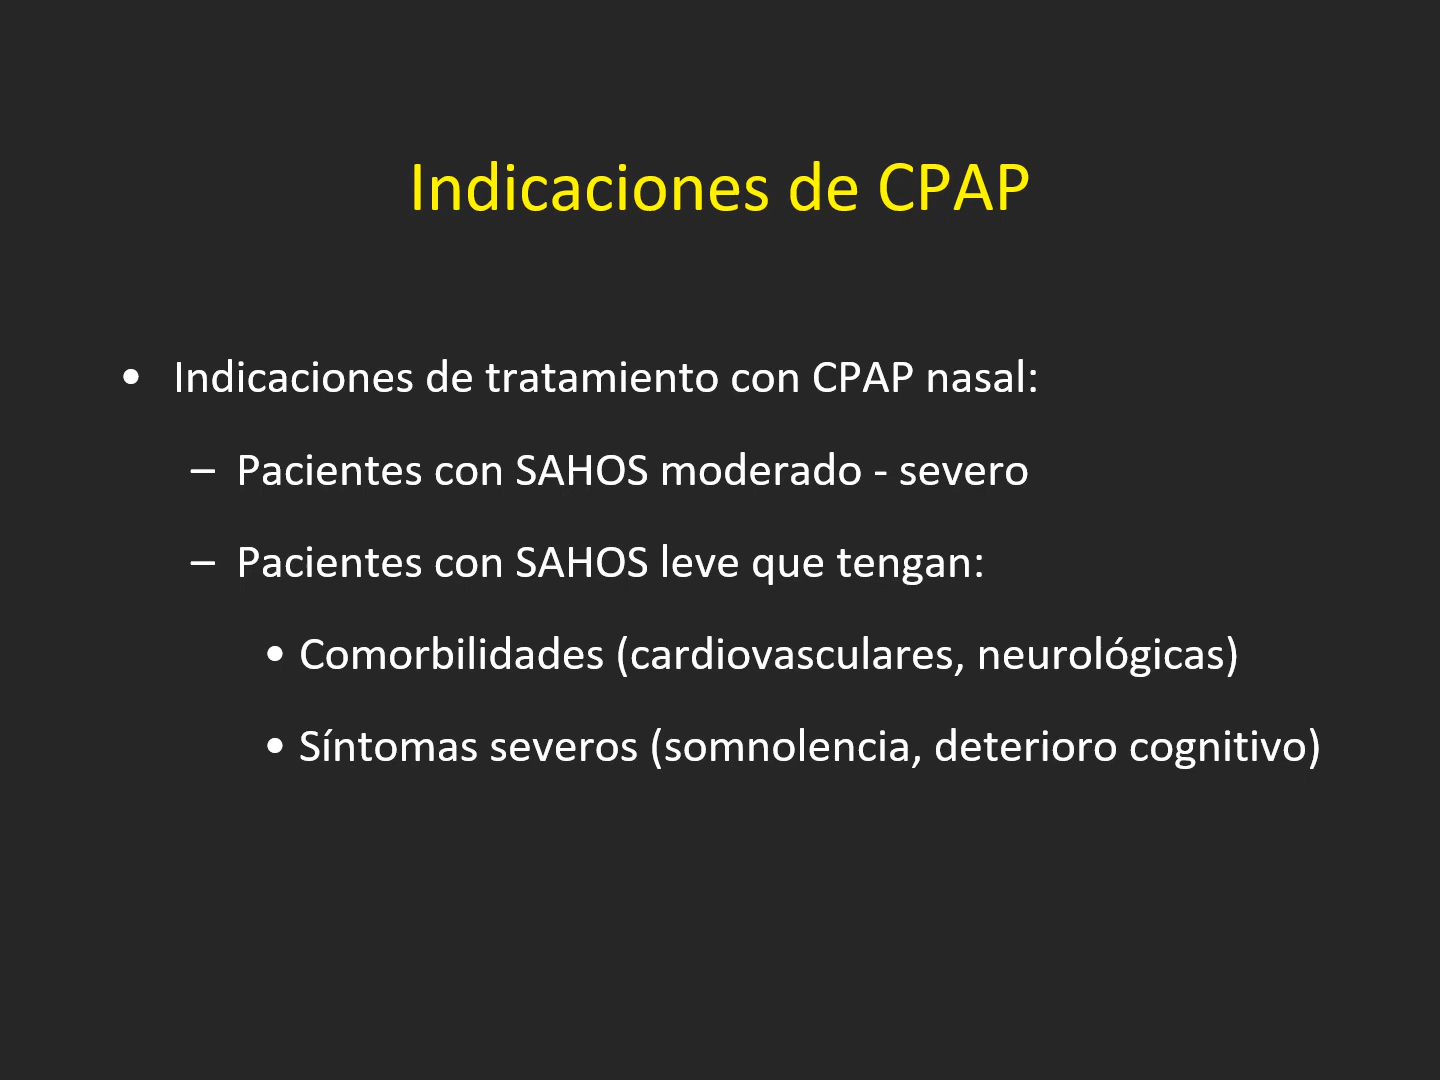 Indicaciones de CPAP
• Indicaciones de tratamiento con CPAP nasal:
– Pacientes con SAHOS moderado - severo
– Pacientes con SAHOS leve que tengan:
• Comorbilidades (cardiovasculares, neurológicas)
• Síntomas severos (somnolencia, deterioro cognitivo)